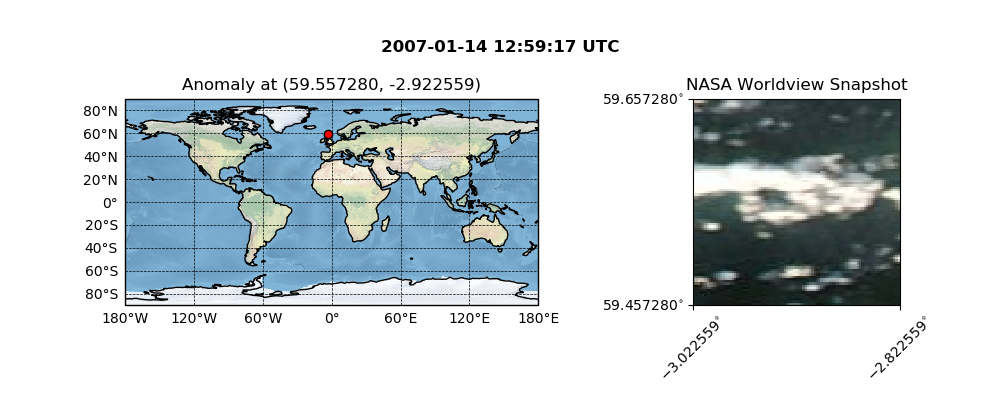 2007-01-14 12:59:17 UTC
Anomaly at (59.557280, -2.922559)
NASA Worldview Snapshot
80°N
60°N
40°N
20°N
0°
20°S
40°S
60°S
80°S
180°W 120°W 60°W 0° 60°E 120°E 180°E
59.657280°
59.457280°
−3.022559°
−2.822559°